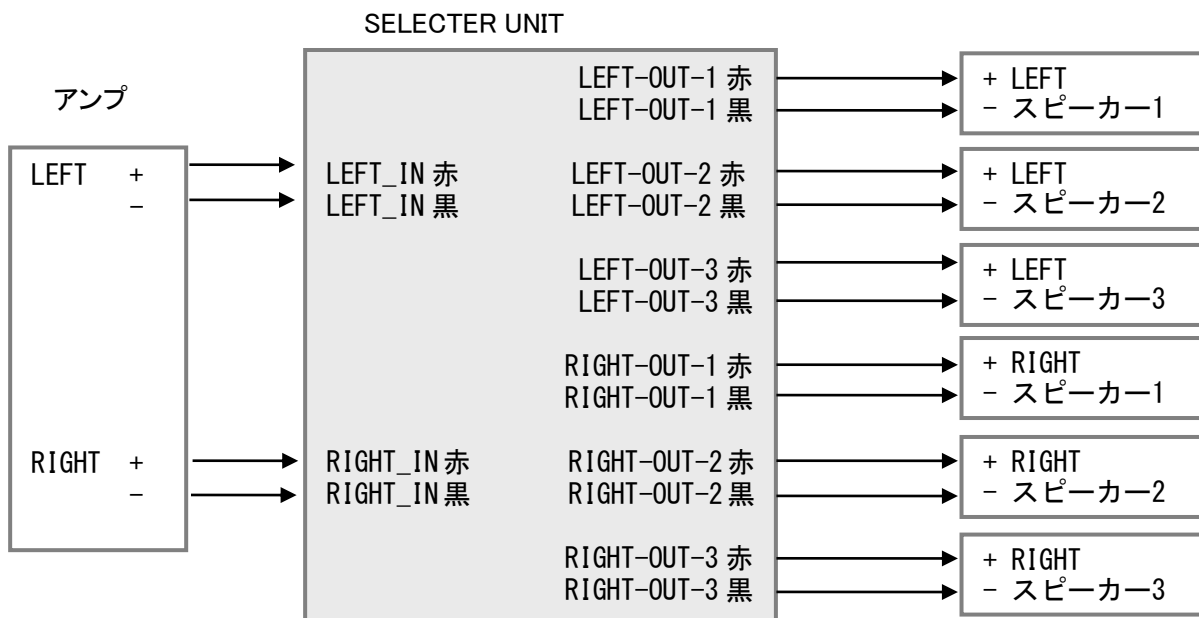 SELECTER UNIT
アンプ
LEFT +
−
RIGHT +
−
LEFT_IN 赤
LEFT_IN 黒
RIGHT_IN 赤
RIGHT_IN 黒
LEFT-OUT-1 赤
LEFT-OUT-1 黒
LEFT-OUT-2 赤
LEFT-OUT-2 黒
LEFT-OUT-3 赤
LEFT-OUT-3 黒
RIGHT-OUT-1 赤
RIGHT-OUT-1 黒
RIGHT-OUT-2 赤
RIGHT-OUT-2 黒
RIGHT-OUT-3 赤
RIGHT-OUT-3 黒
+ LEFT
− スピーカー1
+ LEFT
− スピーカー2
+ LEFT
− スピーカー3
+ RIGHT
− スピーカー1
+ RIGHT
− スピーカー2
+ RIGHT
− スピーカー3